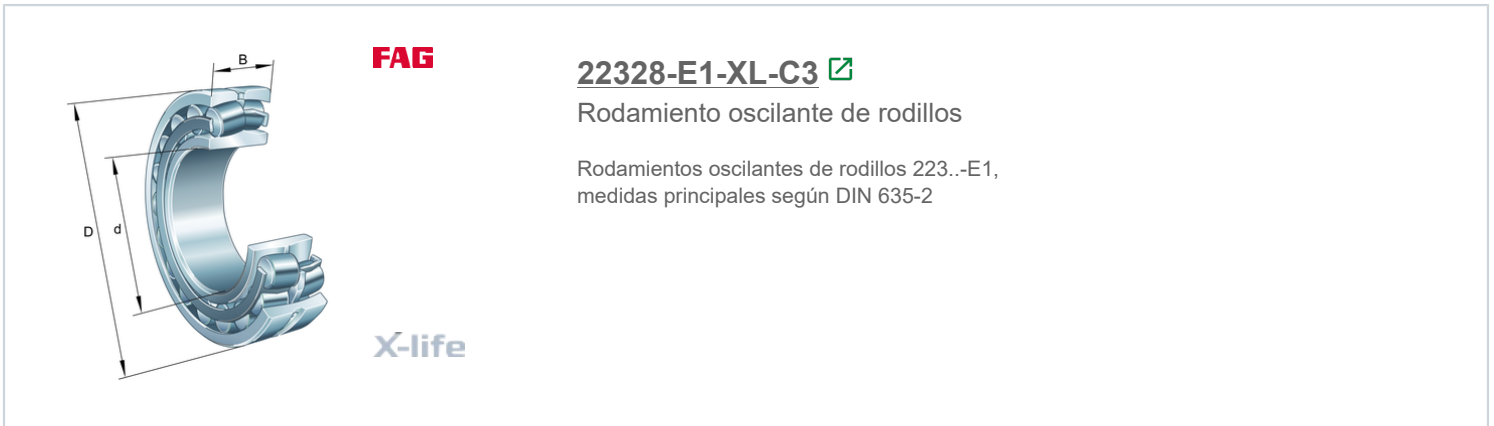 FAG
B
D
d
X-life
22328-E1-XL-C3
Rodamiento oscilante de rodillos
Rodamientos oscilantes de rodillos 223..-E1,
medidas principales según DIN 635-2